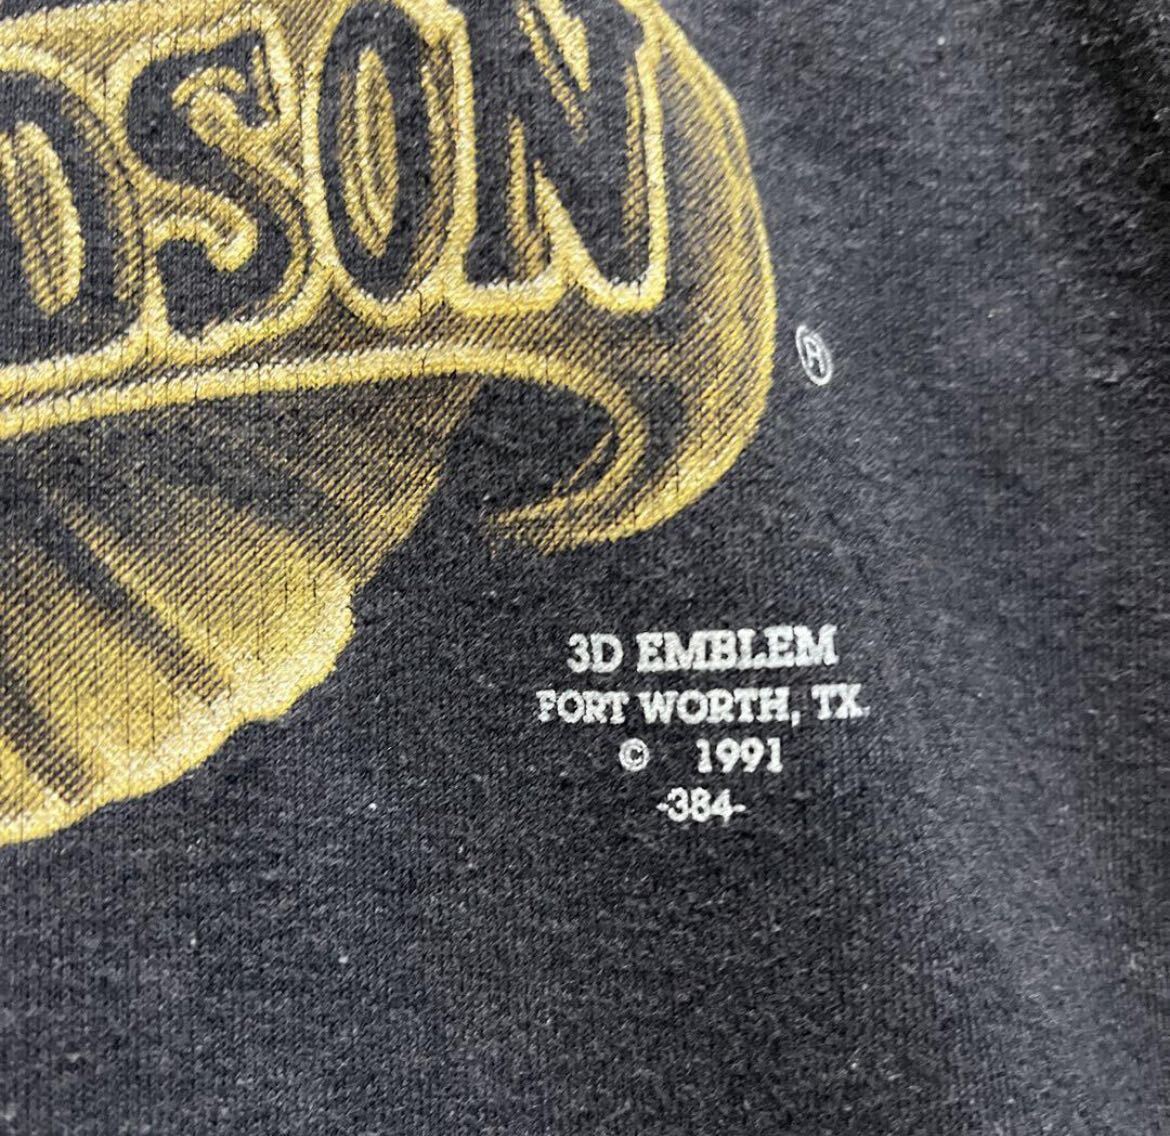 DSON
®
3D EMBLEM
FORT WORTH, TX.
© 1991
-384-